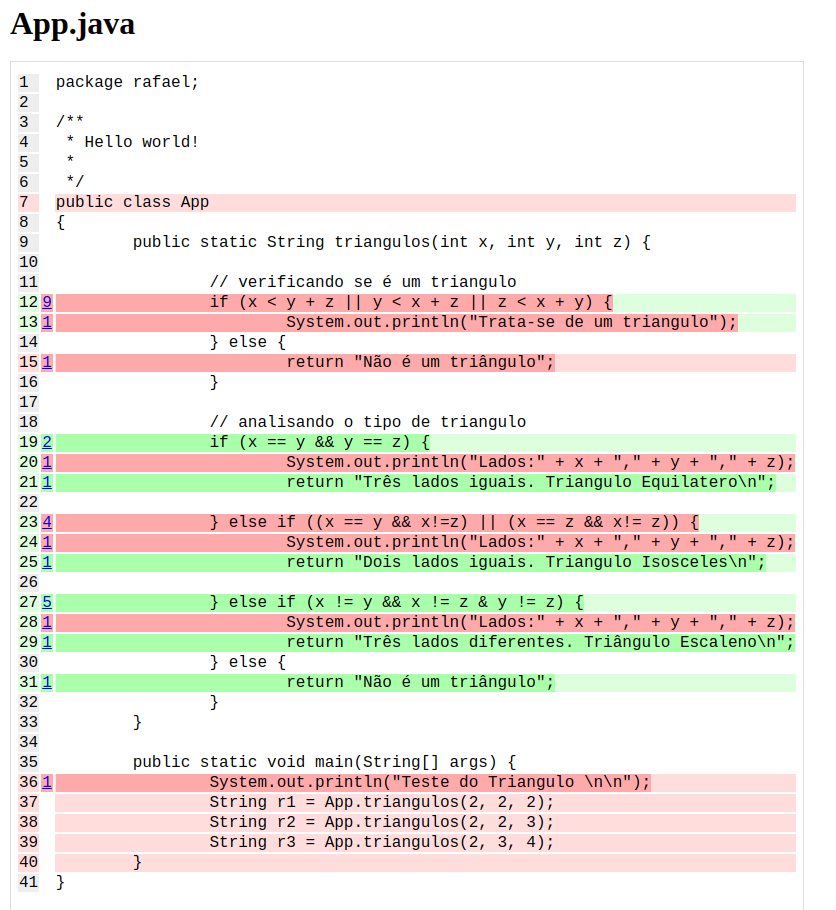 App.java
1 package rafael;
2
3 /**
4  * Hello world!
5  *
6  */
7 public class App
8 {
9         public static String triangulos(int x, int y, int z) {
10
11                 // verificando se é um triangulo
12 9                 if (x < y + z || y < x + z || z < x + y) {
13 1                         System.out.println("Trata-se de um triangulo");
14                 } else {
15 1                         return "Não é um triângulo";
16                 }
17
18                 // analisando o tipo de triangulo
19 2                 if (x == y && y == z) {
20 1                         System.out.println("Lados:" + x + "," + y + "," + z);
21 1                         return "Três lados iguais. Triangulo Equilatero\n";
22
23 4                 } else if ((x == y && x!=z) || (x == z && x!= z)) {
24 1                         System.out.println("Lados:" + x + "," + y + "," + z);
25 1                         return "Dois lados iguais. Triangulo Isosceles\n";
26
27 5                 } else if (x != y && x != z & y != z) {
28 1                         System.out.println("Lados:" + x + "," + y + "," + z);
29 1                         return "Três lados diferentes. Triângulo Escaleno\n";
30                 } else {
31 1                         return "Não é um triângulo";
32                 }
33         }
34
35         public static void main(String[] args) {
36 1                 System.out.println("Teste do Triangulo \n\n");
37                 String r1 = App.triangulos(2, 2, 2);
38                 String r2 = App.triangulos(2, 2, 3);
39                 String r3 = App.triangulos(2, 3, 4);
40         }
41 }